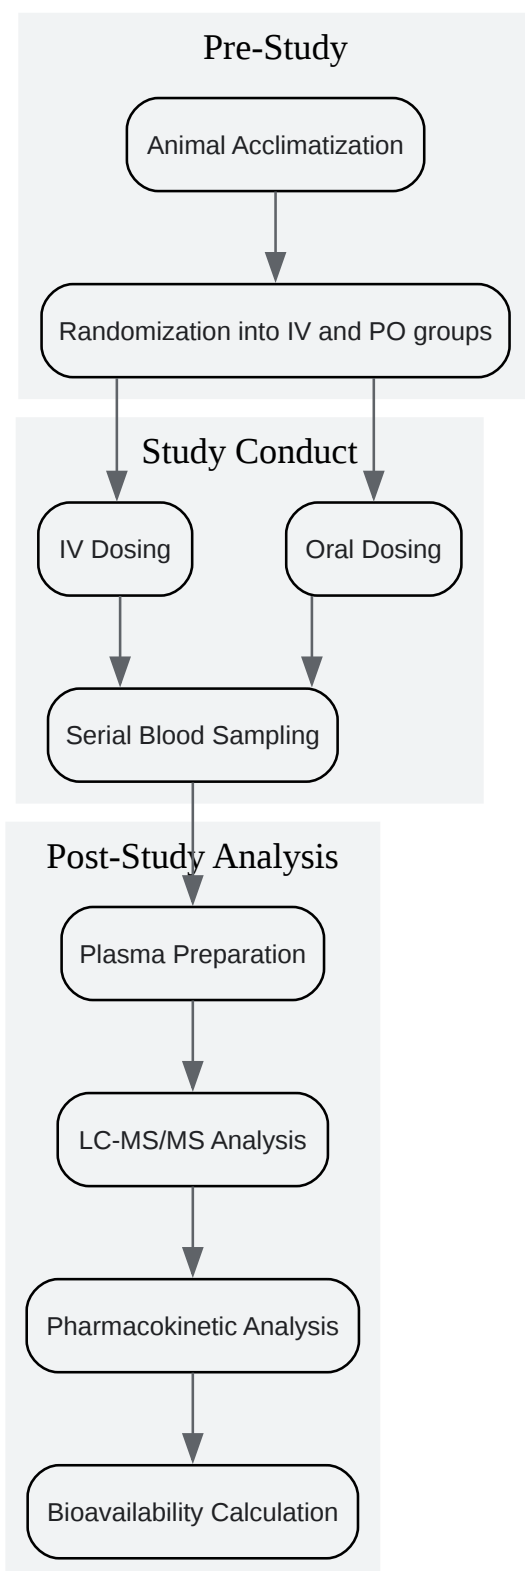 Pre-Study
Animal Acclimatization
Randomization into IV and PO groups
Study Conduct
IV Dosing
Oral Dosing
Serial Blood Sampling
Post-Study Analysis
Plasma Preparation
LC-MS/MS Analysis
Pharmacokinetic Analysis
Bioavailability Calculation